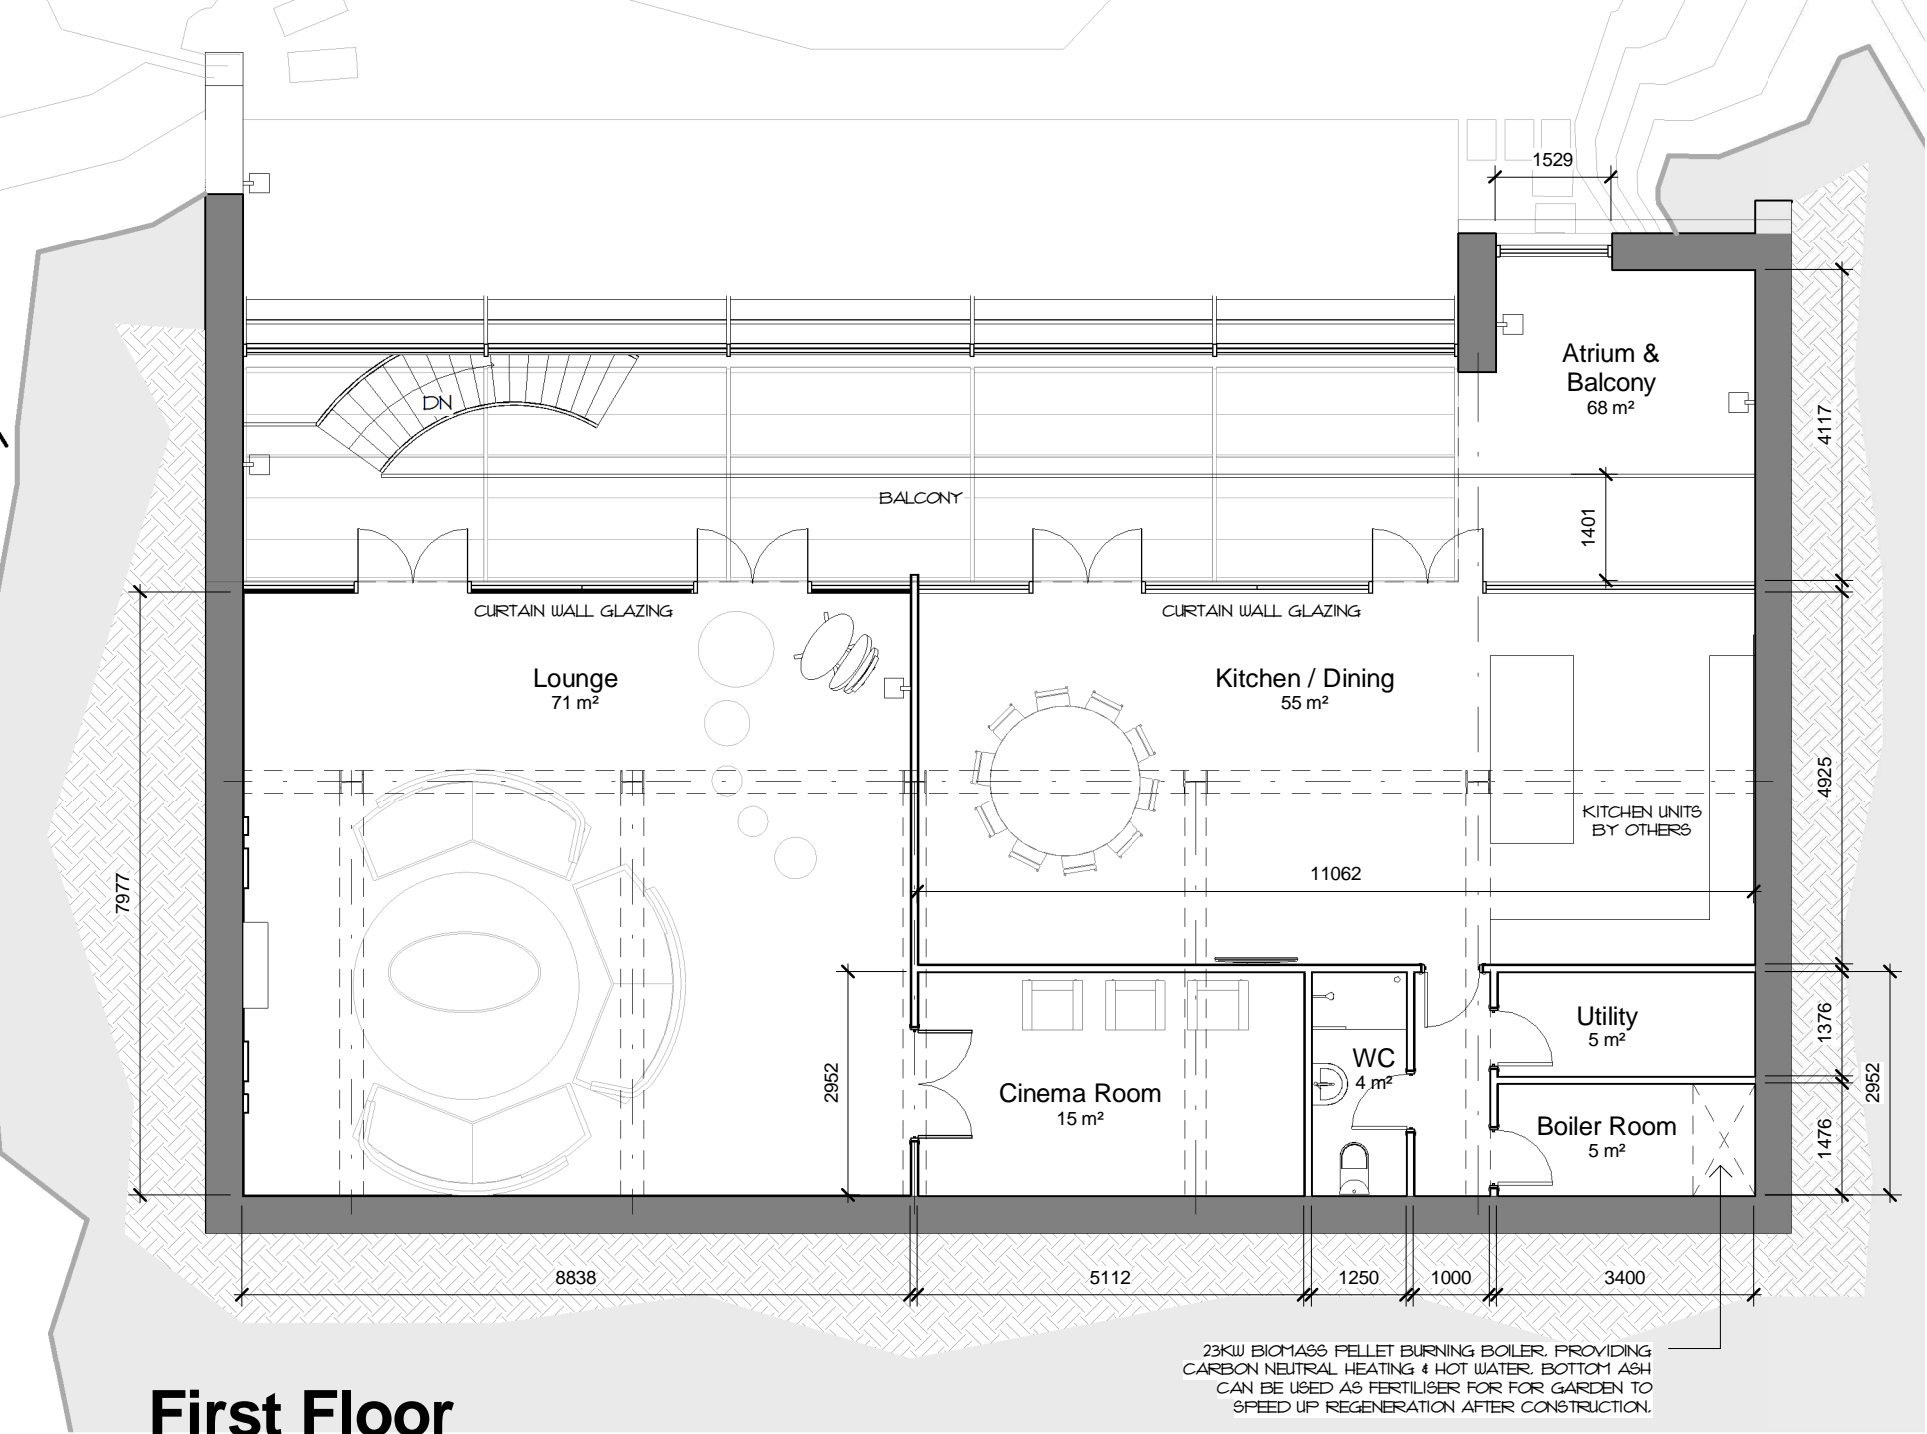 1529
Atrium &
Balcony
68 m²
4117
DN
BALCONY
1401
CURTAIN WALL GLAZING
CURTAIN WALL GLAZING
Lounge
71 m²
Kitchen / Dining
55 m²
4925
KITCHEN UNITS
BY OTHERS
7977
11062
Utility
5 m²
1376
WC
4 m²
2952
Cinema Room
15 m²
2952
Boiler Room
5 m²
1476
8838
5112
1250
1000
3400
23KW BIOMASS PELLET BURNING BOILER, PROVIDING
CARBON NEUTRAL HEATING & HOT WATER. BOTTOM ASH
CAN BE USED AS FERTILISER FOR FOR GARDEN TO
SPEED UP REGENERATION AFTER CONSTRUCTION.
First Floor